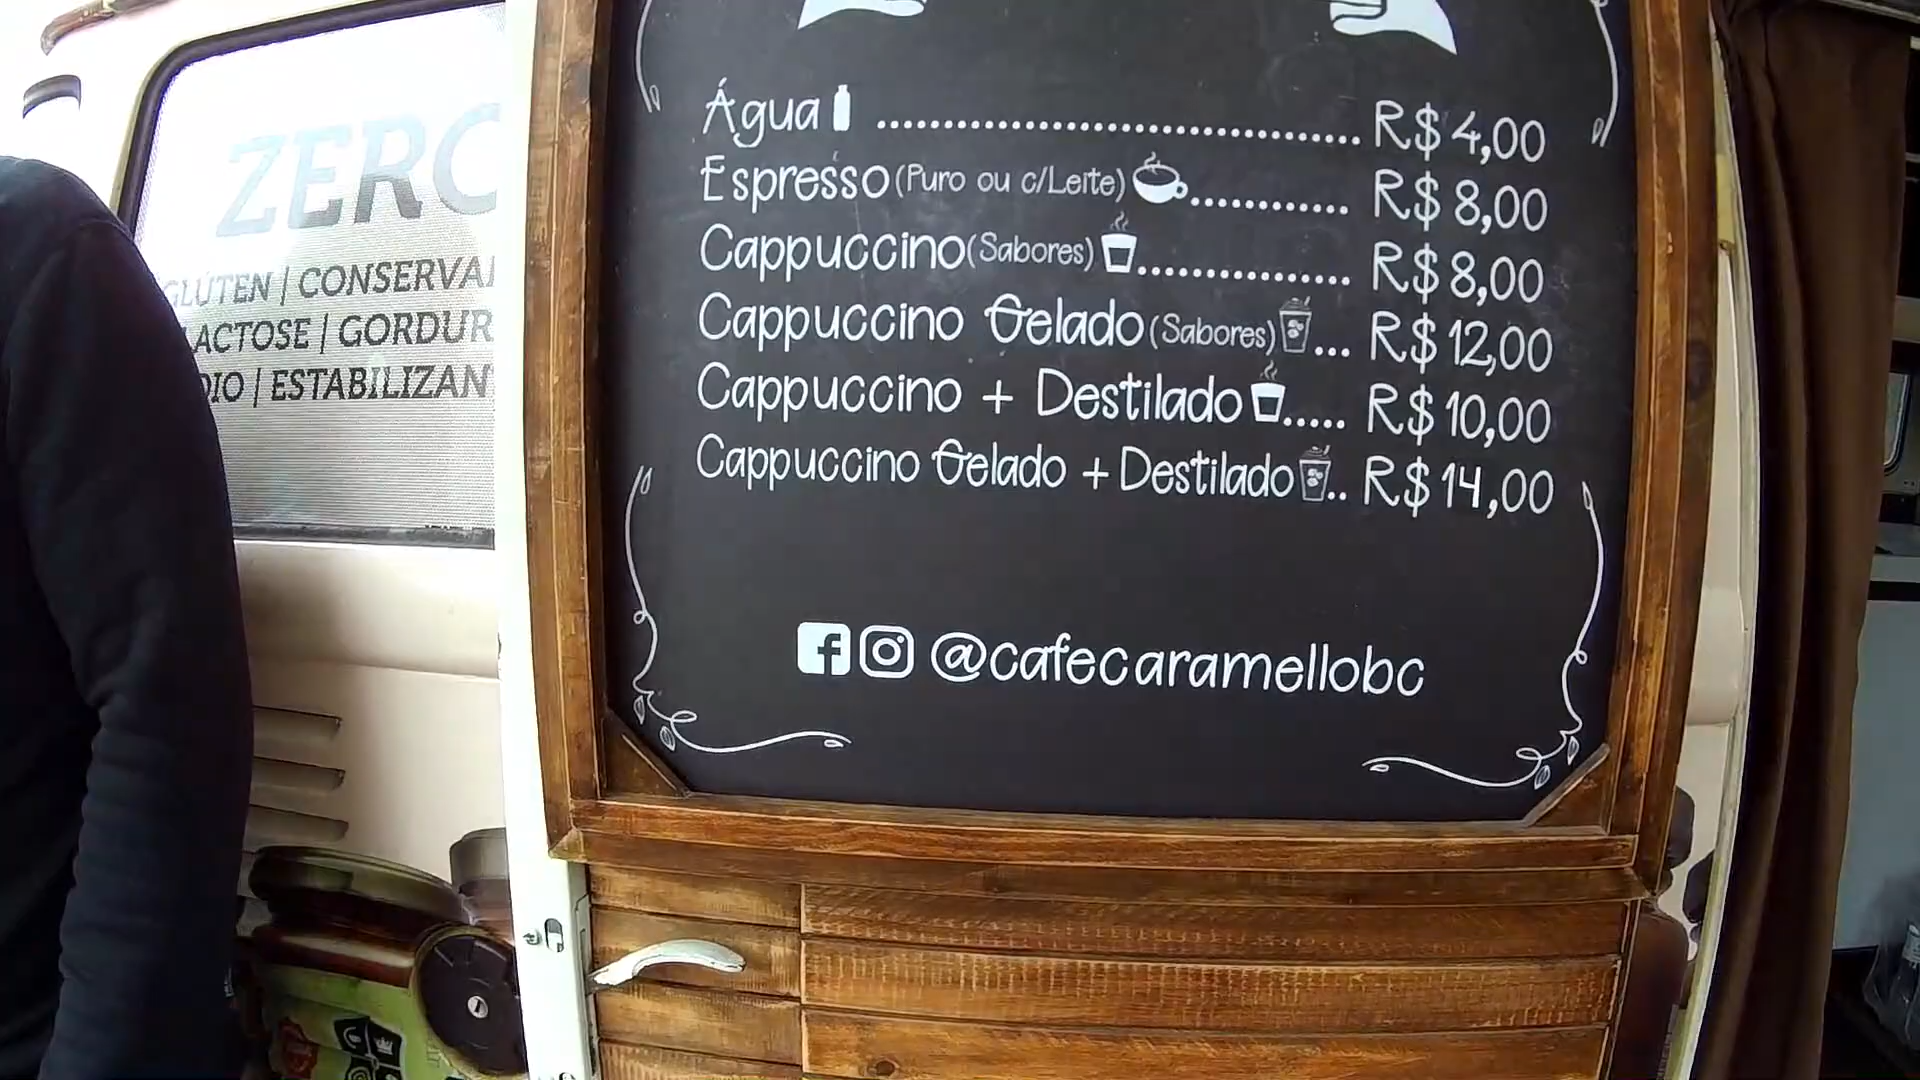 ZERO
GLÚTEN | CONSERVA
LACTOSE | GORDUR
DIO | ESTABILIZAN
Água ........ R$ 4,00
Espresso (Puro ou c/Leite) ........ R$ 8,00
Cappuccino (Sabores) ........ R$ 8,00
Cappuccino Gelado (Sabores) ... R$ 12,00
Cappuccino + Destilado ..... R$ 10,00
Cappuccino Gelado + Destilado .. R$ 14,00
@cafecaramellobc